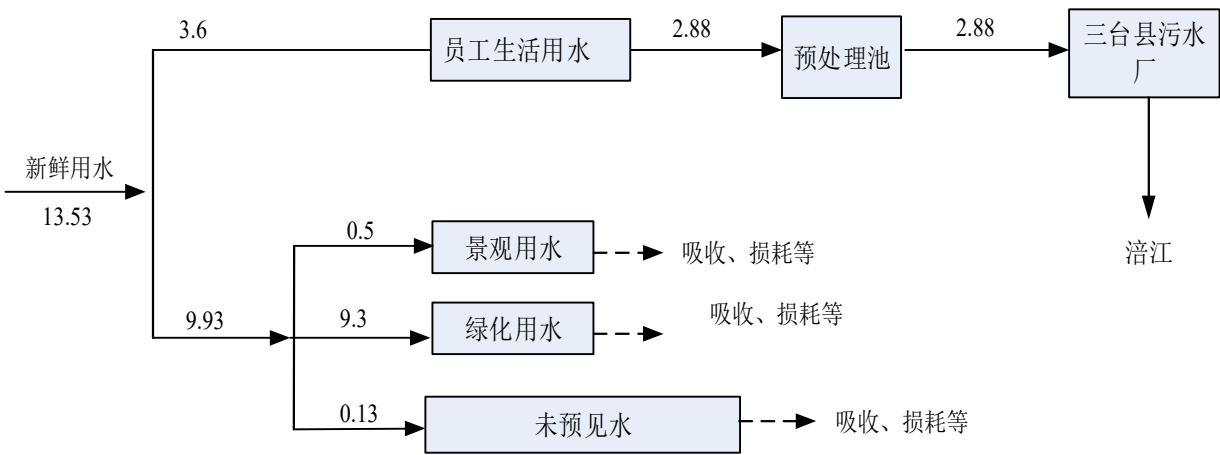 3.6
员工生活用水
2.88
预处理池
2.88
三台县污水
厂
新鲜用水
13.53
涪江
0.5
景观用水
吸收、损耗等
9.93
9.3
绿化用水
吸收、损耗等
0.13
未预见水
吸收、损耗等